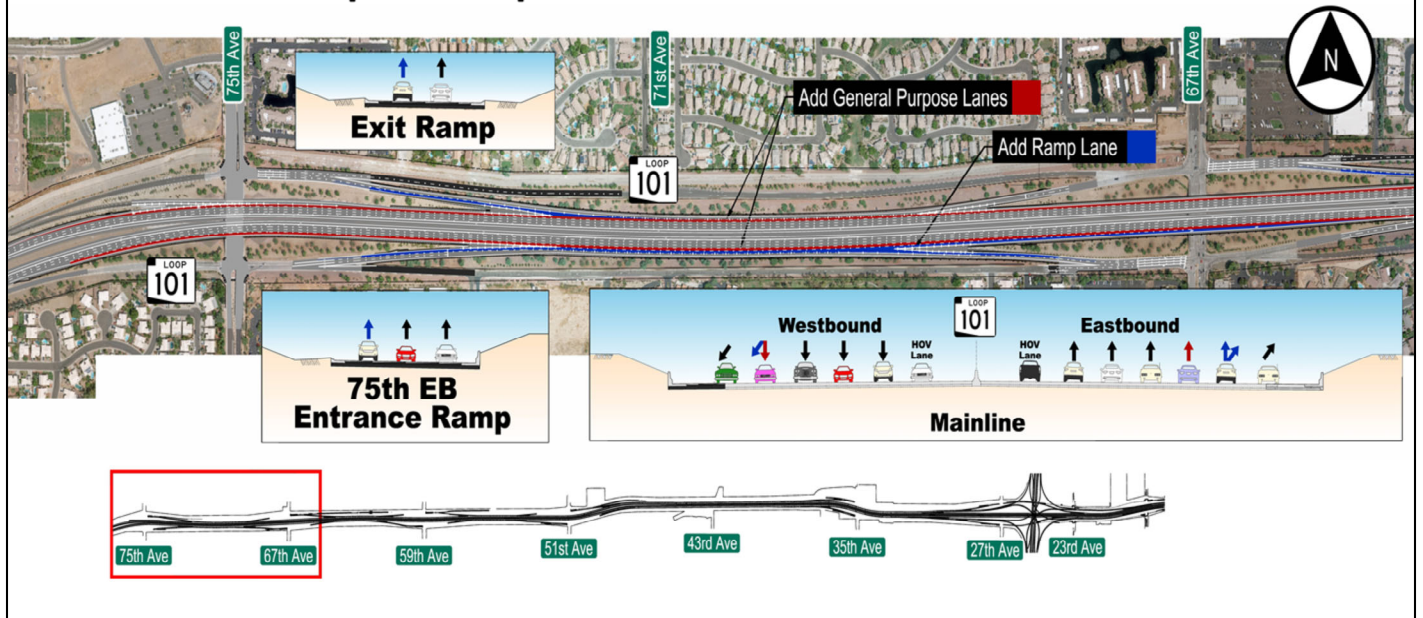 75th Ave
71st Ave
67th Ave
N
Exit Ramp
Add General Purpose Lanes
Add Ramp Lane
LOOP
101
LOOP
101
75th EB
Entrance Ramp
LOOP
101
Westbound
Eastbound
HOV
Lane
HOV
Lane
Mainline
75th Ave
67th Ave
59th Ave
51st Ave
43rd Ave
35th Ave
27th Ave
23rd Ave